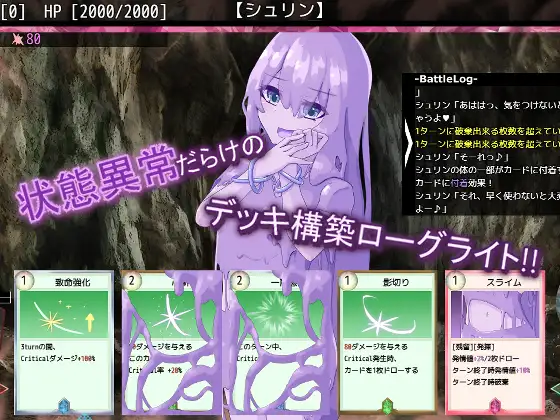 [0] HP [2000/2000] 【シュリン】
80
-BattleLog-
」
シュリン「あははっ、気をつけない
ゃうよ♥」
1ターンに破棄出来る枚数を超えてい
1ターンに破棄出来る枚数を超えてい
シュリン「そーれっ♪」
シュリンの体の一部がカードに付着
カードに付着効果！
シュリン「それ、早く使わないと大
よー♪」
状態異常だらけの
デッキ構築ローグライト!!
1 致命強化
3turnの間、
Criticalダメージ+100%
2
ダメージを与える
このカ
Critical率 +20%
2 一
このターン中、
1 影切り
80ダメージを与える
Critical発生時、
カードを1枚ドローする
1 スライム
[残留][発揮]
発情値+2%/2枚ドロー
ターン終了時発情値+10%
ターン終了時破棄